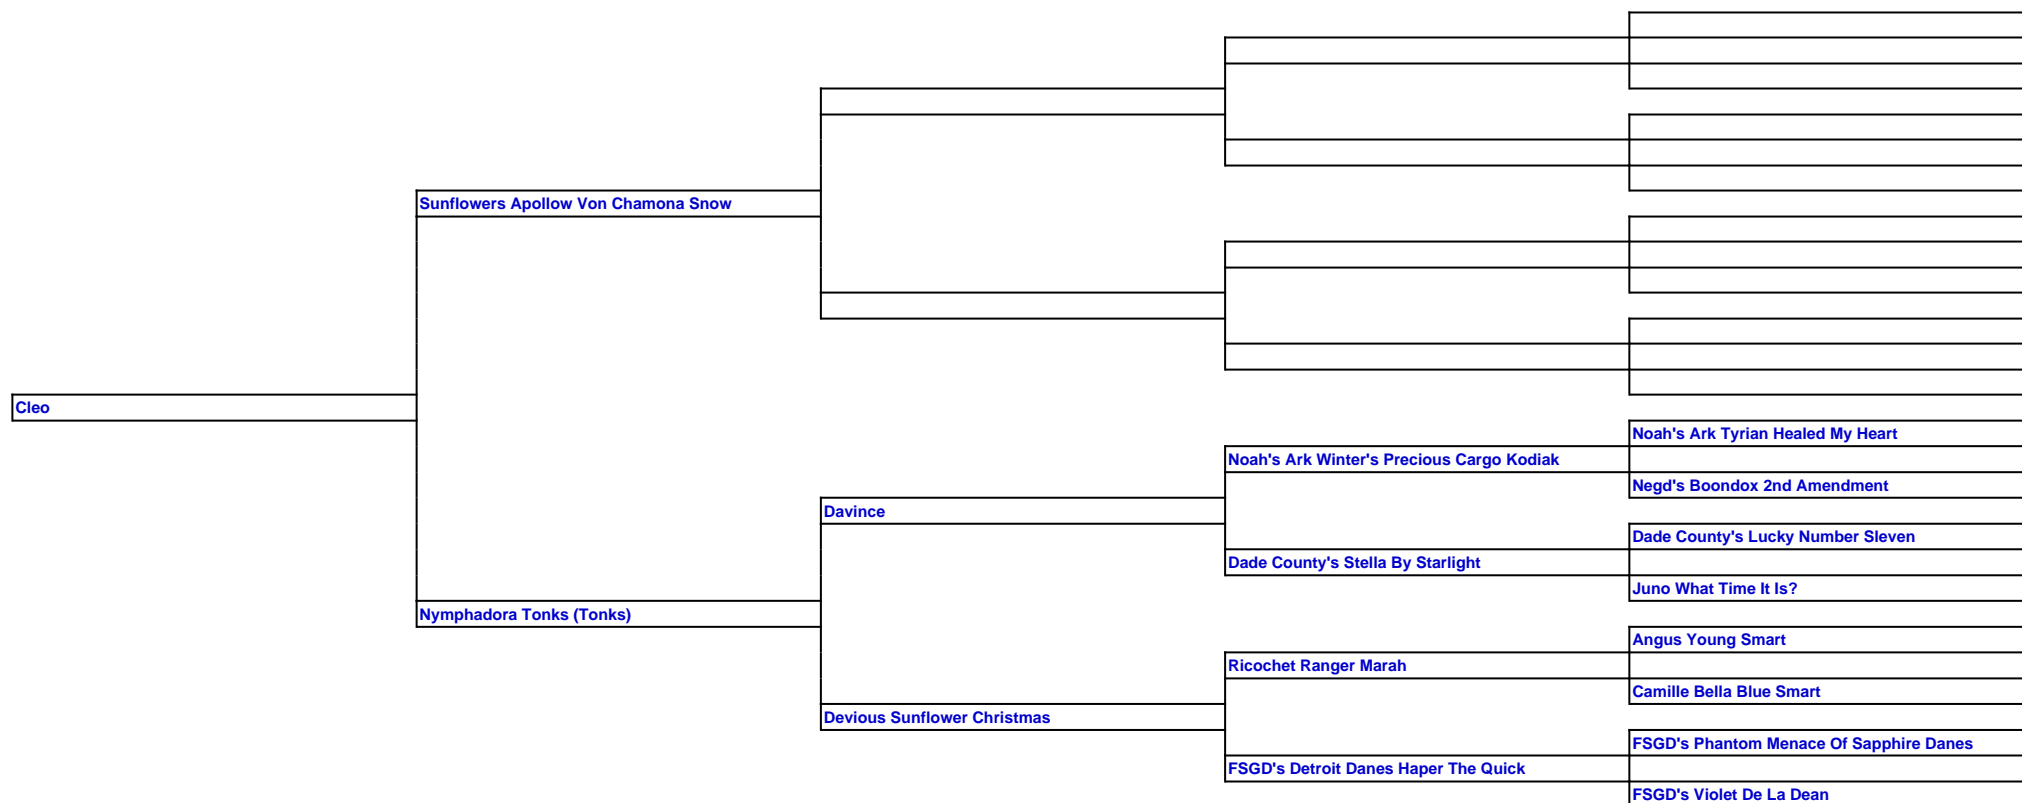 Sunflowers Apollow Von Chamona Snow
Cleo
Noah's Ark Tyrian Healed My Heart
Noah's Ark Winter's Precious Cargo Kodiak
Negd's Boondox 2nd Amendment
Davince
Dade County's Lucky Number Sleven
Dade County's Stella By Starlight
Juno What Time It Is?
Nymphadora Tonks (Tonks)
Angus Young Smart
Ricochet Ranger Marah
Camille Bella Blue Smart
Devious Sunflower Christmas
FSGD's Phantom Menace Of Sapphire Danes
FSGD's Detroit Danes Haper The Quick
FSGD's Violet De La Dean